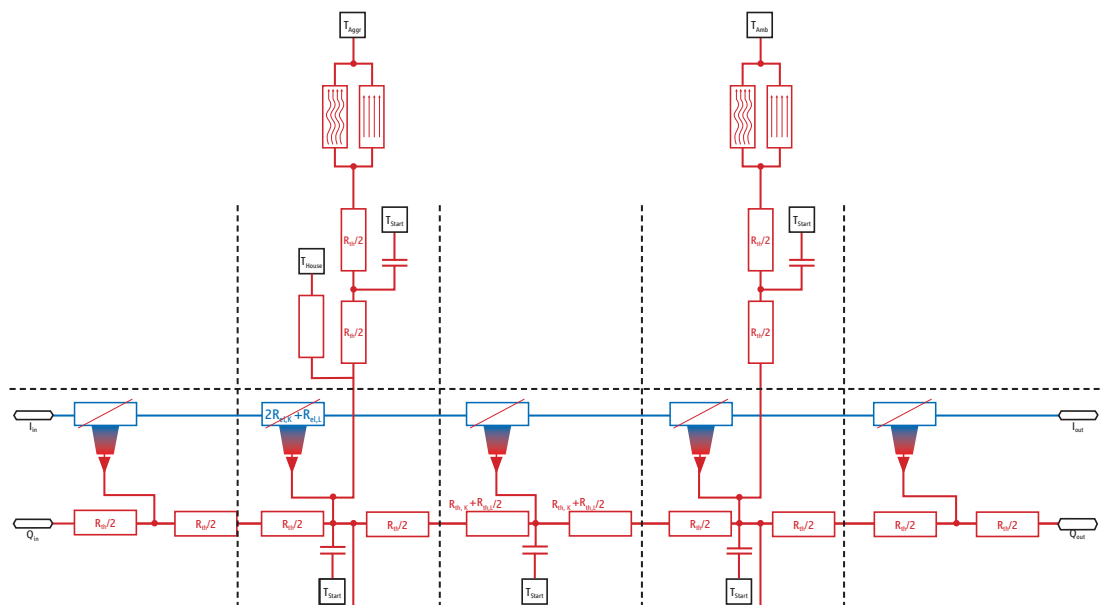 T_Aggr
T_Amb
R_th/2
T_Start
R_th/2
T_Start
T_House
R_th/2
R_th/2
2R_el,K +R_el,L
I_in
I_out
R_th, K +R_th,L/2
R_th, K +R_th,L/2
R_th/2
R_th/2
R_th/2
R_th/2
R_th/2
R_th/2
R_th/2
R_th/2
Q_in
Q_out
T_Start
T_Start
T_Start